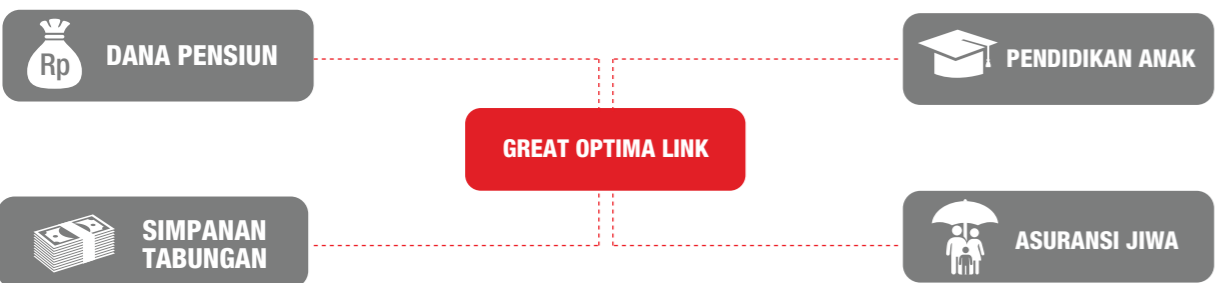 Rp
DANA PENSIUN
PENDIDIKAN ANAK
GREAT OPTIMA LINK
SIMPANAN
TABUNGAN
ASURANSI JIWA